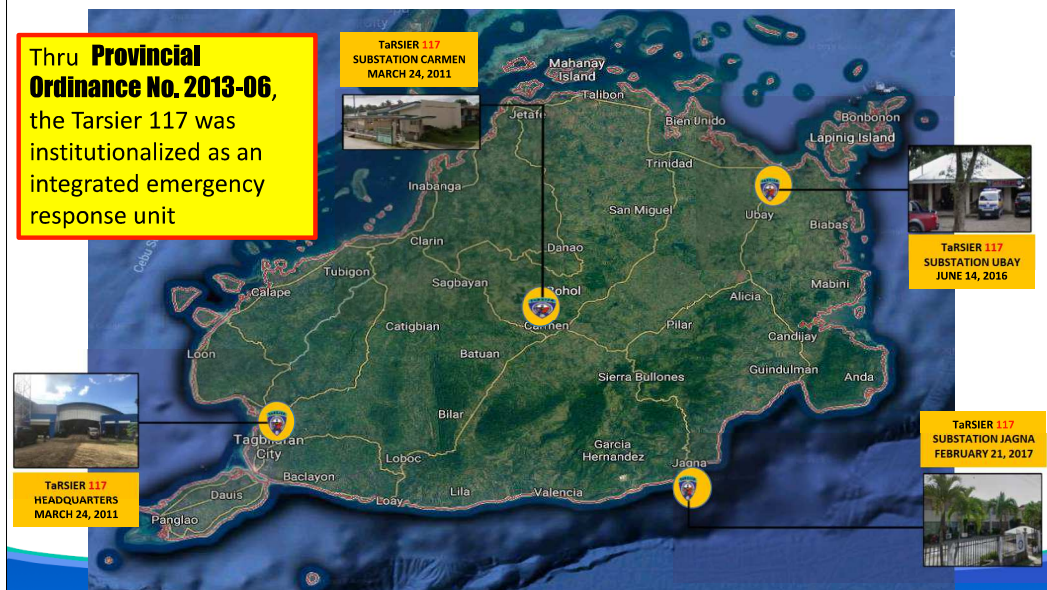 Thru Provincial
Ordinance No. 2013-06,
the Tarsier 117 was
institutionalized as an
integrated emergency
response unit
TaRSIER 117
SUBSTATION CARMEN
MARCH 24, 2011
Mahanay
Island
Talibon
Jetafe
Bien Unido
Bonbonon
Lapinig Island
Trinidad
Inabanga
San Miguel
Ubay
Biabas
TaRSIER 117
SUBSTATION UBAY
JUNE 14, 2016
Clarin
Danao
Cebu S
Tubigon
Sagbayan
Bohol
Mabini
Calape
Alicia
Catigbian
Carmen
Pilar
Candijay
Loon
Batuan
Sierra Bullones
Guindulman
Anda
Bilar
TaRSIER 117
SUBSTATION JAGNA
FEBRUARY 21, 2017
Tagbilaran
City
Garcia
Hernandez
Loboc
Jagna
Baclayon
TaRSIER 117
HEADQUARTERS
MARCH 24, 2011
Dauis
Loay
Lila
Valencia
Panglao